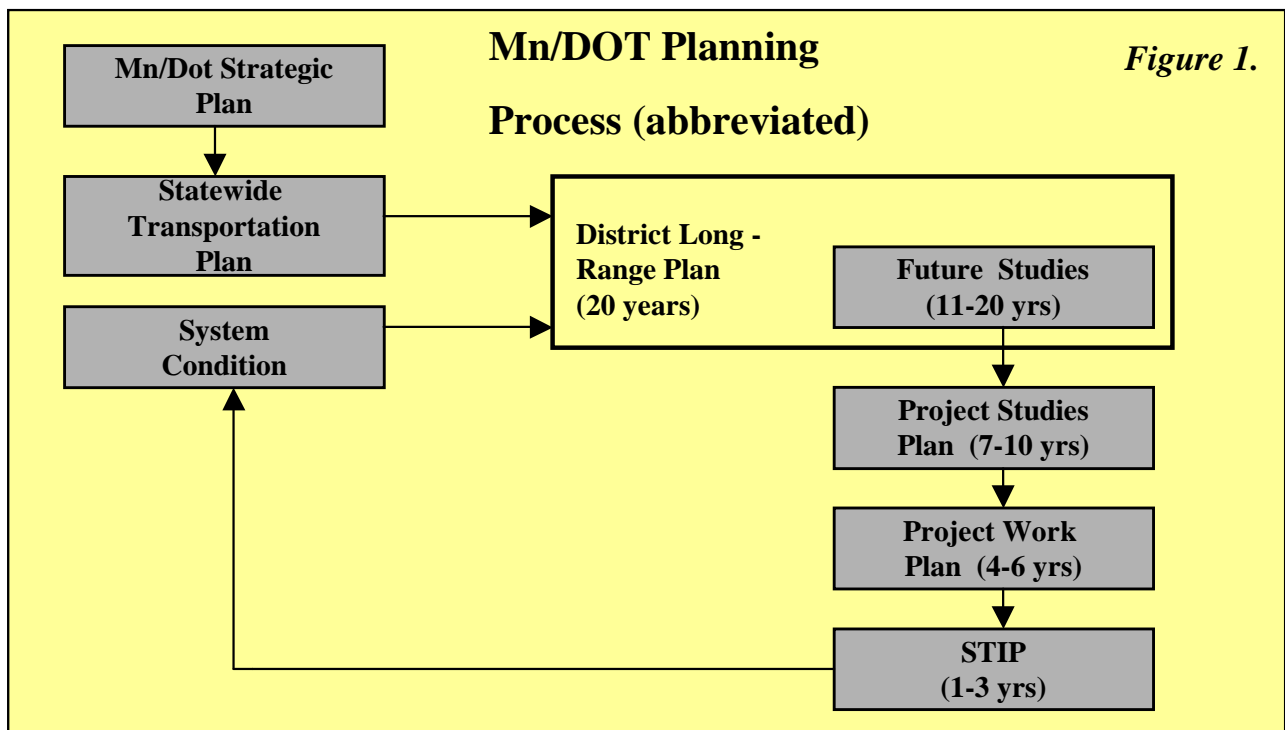 Mn/DOT Planning
Process (abbreviated)
Figure 1.
Mn/Dot Strategic
Plan
Statewide
Transportation
Plan
System
Condition
District Long -
Range Plan
(20 years)
Future Studies
(11-20 yrs)
Project Studies
Plan (7-10 yrs)
Project Work
Plan (4-6 yrs)
STIP
(1-3 yrs)